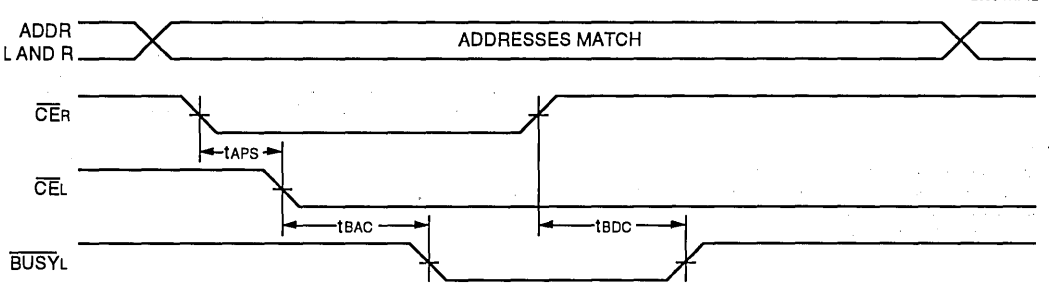 ADDR
L AND R
ADDRESSES MATCH
CER
tAPS
CEL
tBAC
tBDC
BUSYL